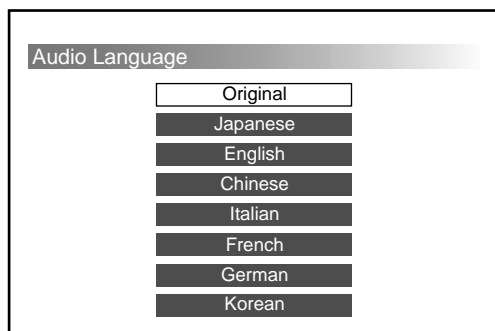 Audio Language
Original
Japanese
English
Chinese
Italian
French
German
Korean